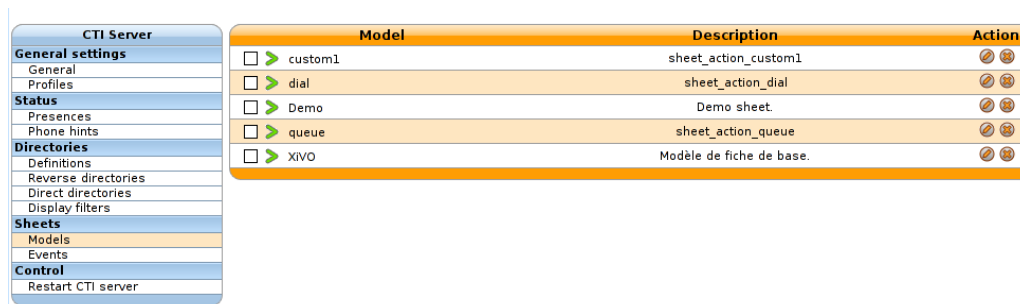 CTI Server
General settings
General
Profiles
Status
Presences
Phone hints
Directories
Definitions
Reverse directories
Direct directories
Display filters
Sheets
Models
Events
Control
Restart CTI server
Model Description Action
custom1 sheet_action_custom1
dial sheet_action_dial
Demo Demo sheet.
queue sheet_action_queue
XiVO Modèle de fiche de base.